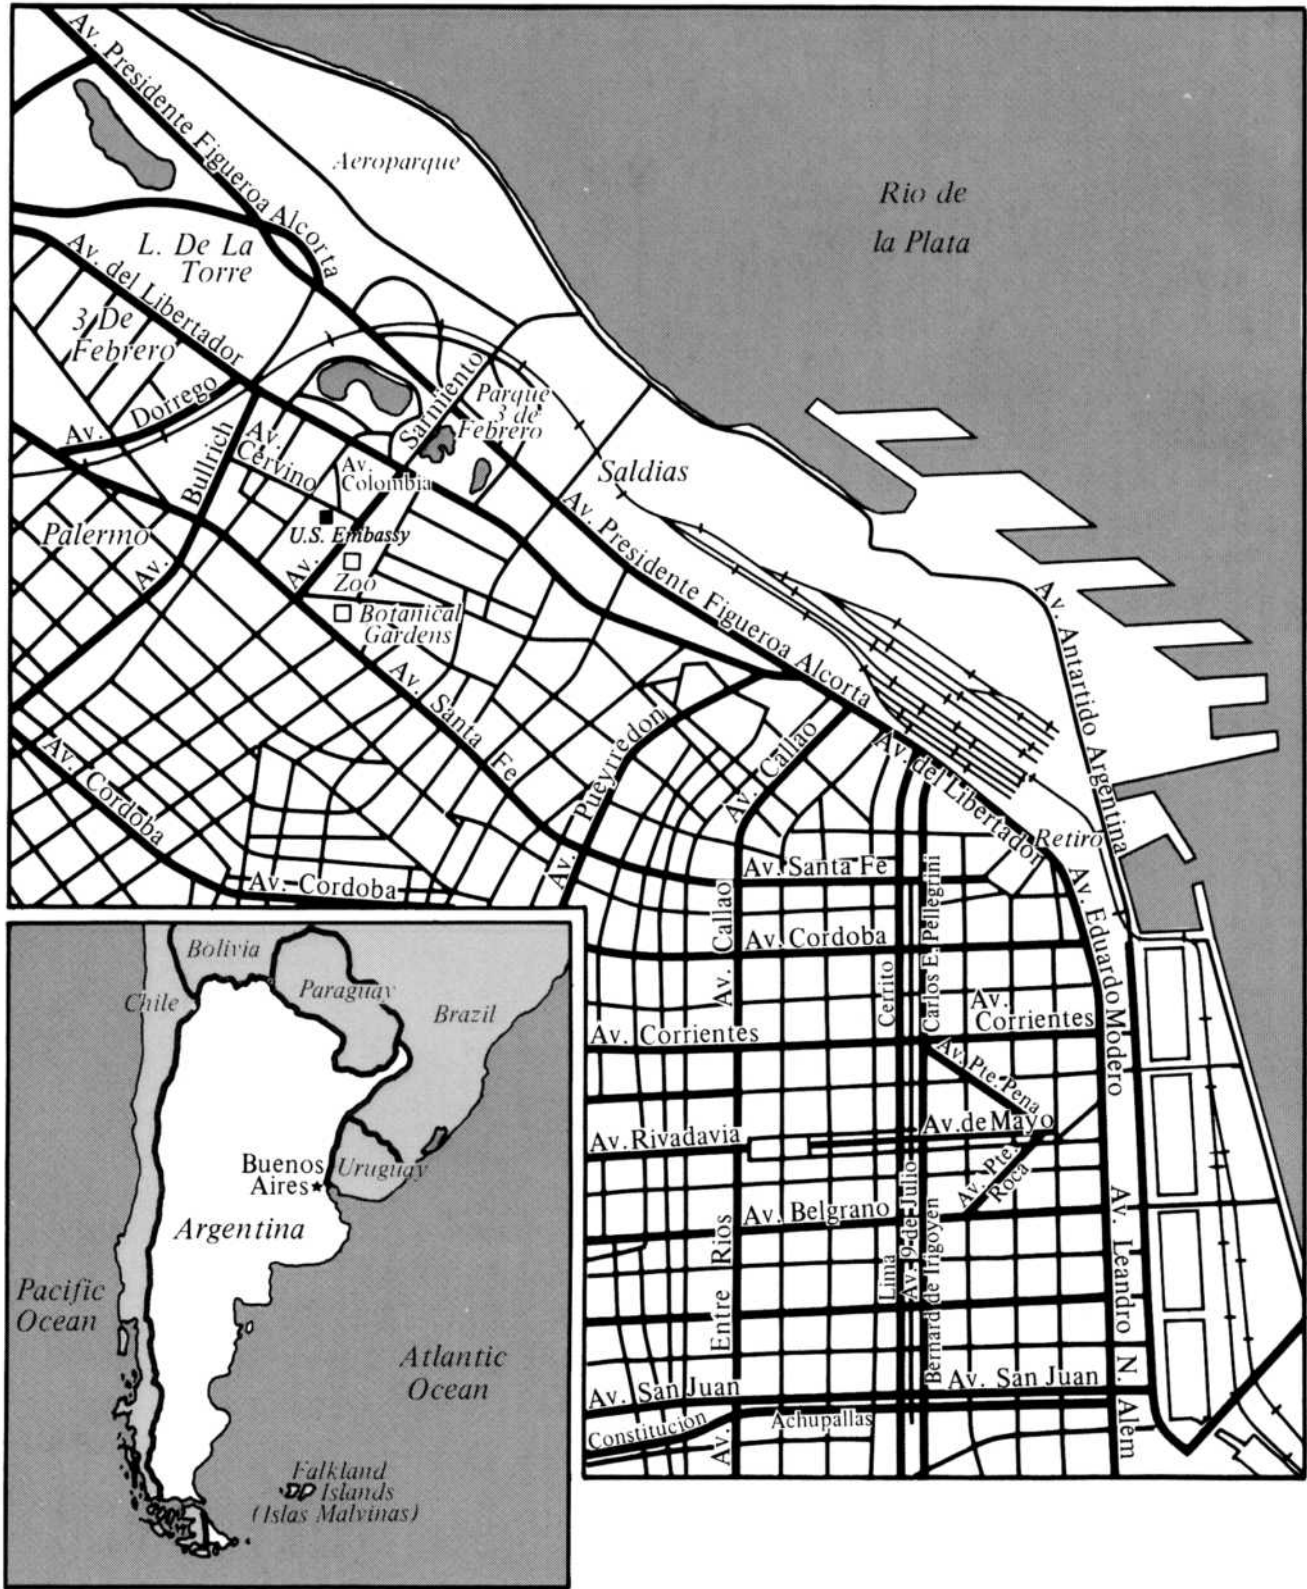 Av. Presidente Figueroa Alcorta
Aeroparque
Rio de
la Plata
L. De La
Torre
Av. del Libertador
3 De
Febrero
Av. Dorrego
Sarmiento
Parque
3 de
Febrero
Bullrich
Av.
Cervino
Av.
Colombia
Saldias
U.S. Embassy
Palermo
Av.
Av.
Zoo
Botanical
Gardens
Av. Presidente Figueroa Alcorta
Av. Antartido Argentina
Av. Santa Fe
Av. Pueyrredon
Av. Callao
Av. del Libertador
Av. Cordoba
Retiro
Av. Santa Fe
Av. Cordoba
Av. Callao
Av. Cordoba
Carlos E. Pellegrini
Cerrito
Av. Eduardo Modero
Av. Corrientes
Av.
Corrientes
Av. Pte. Pena
Av. Rivadavia
Av. de Mayo
Av. Pte.
Roca
Av. Belgrano
Lima
Av. 9 de Julio
Bernard de Irigoyen
Av. Entre Rios
Av. Leandro N. Alem
Av. San Juan
Av. San Juan
Constitucion
Achupallas
Bolivia
Chile
Paraguay
Brazil
Buenos
Aires
Uruguay
Argentina
Pacific
Ocean
Atlantic
Ocean
Falkland
Islands
(Islas Malvinas)